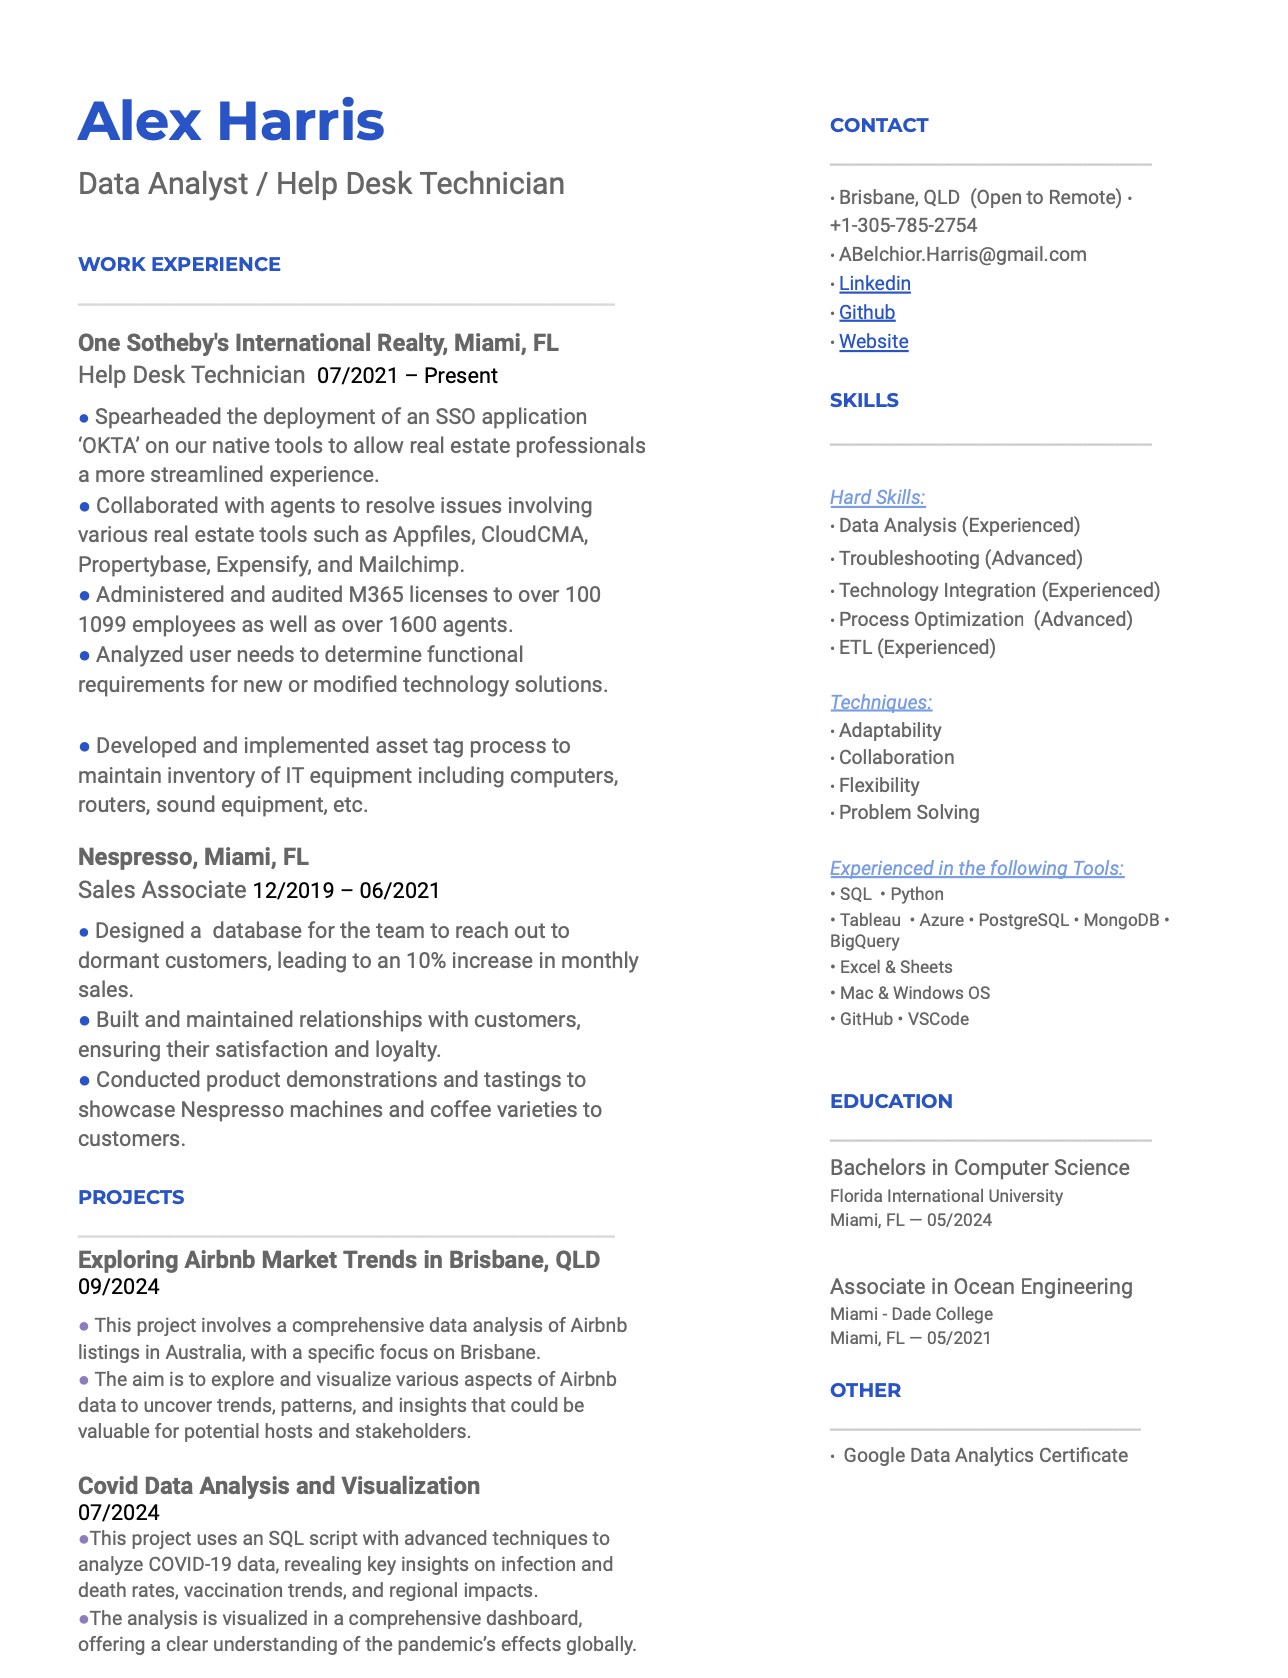 Alex Harris
Data Analyst / Help Desk Technician
WORK EXPERIENCE
One Sotheby's International Realty, Miami, FL
Help Desk Technician  07/2021 – Present
● Spearheaded the deployment of an SSO application
‘OKTA’ on our native tools to allow real estate professionals
a more streamlined experience.
● Collaborated with agents to resolve issues involving
various real estate tools such as Appfiles, CloudCMA,
Propertybase, Expensify, and Mailchimp.
● Administered and audited M365 licenses to over 100
1099 employees as well as over 1600 agents.
● Analyzed user needs to determine functional
requirements for new or modified technology solutions.
● Developed and implemented asset tag process to
maintain inventory of IT equipment including computers,
routers, sound equipment, etc.
Nespresso, Miami, FL
Sales Associate 12/2019 – 06/2021
● Designed a  database for the team to reach out to
dormant customers, leading to an 10% increase in monthly
sales.
● Built and maintained relationships with customers,
ensuring their satisfaction and loyalty.
● Conducted product demonstrations and tastings to
showcase Nespresso machines and coffee varieties to
customers.
PROJECTS
Exploring Airbnb Market Trends in Brisbane, QLD
09/2024
● This project involves a comprehensive data analysis of Airbnb
listings in Australia, with a specific focus on Brisbane.
● The aim is to explore and visualize various aspects of Airbnb
data to uncover trends, patterns, and insights that could be
valuable for potential hosts and stakeholders.
Covid Data Analysis and Visualization
07/2024
●This project uses an SQL script with advanced techniques to
analyze COVID-19 data, revealing key insights on infection and
death rates, vaccination trends, and regional impacts.
●The analysis is visualized in a comprehensive dashboard,
offering a clear understanding of the pandemic’s effects globally.
CONTACT
· Brisbane, QLD  (Open to Remote) ·
+1-305-785-2754
· ABelchior.Harris@gmail.com
· Linkedin
· Github
· Website
SKILLS
Hard Skills:
· Data Analysis (Experienced)
· Troubleshooting (Advanced)
· Technology Integration (Experienced)
· Process Optimization  (Advanced)
· ETL (Experienced)
Techniques:
· Adaptability
· Collaboration
· Flexibility
· Problem Solving
Experienced in the following Tools:
• SQL  • Python
• Tableau  • Azure • PostgreSQL • MongoDB •
BigQuery
• Excel & Sheets
• Mac & Windows OS
• GitHub • VSCode
EDUCATION
Bachelors in Computer Science
Florida International University
Miami, FL — 05/2024
Associate in Ocean Engineering
Miami - Dade College
Miami, FL — 05/2021
OTHER
·  Google Data Analytics Certificate